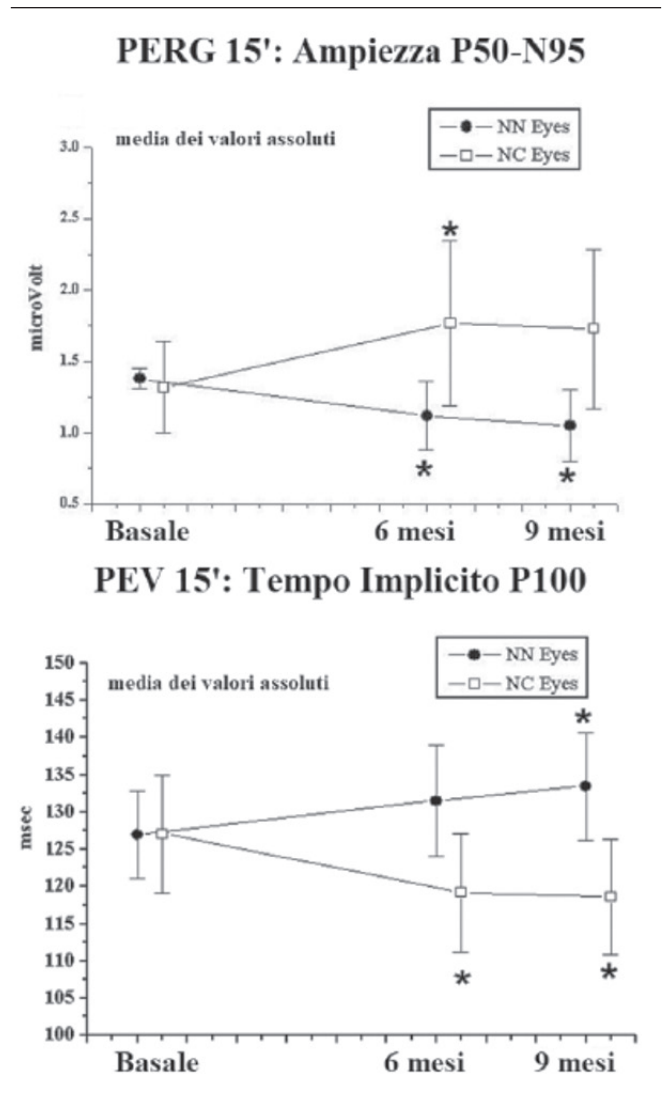 PERG 15': Ampiezza P50-N95
media dei valori assoluti
NN Eyes
NC Eyes
3.0
2.5
2.0
1.5
1.0
0.5
microVolt
*
*
*
Basale 6 mesi 9 mesi
PEV 15': Tempo Implicito P100
media dei valori assoluti
NN Eyes
NC Eyes
150
145
140
135
130
125
120
115
110
105
100
msec
*
*
*
Basale 6 mesi 9 mesi